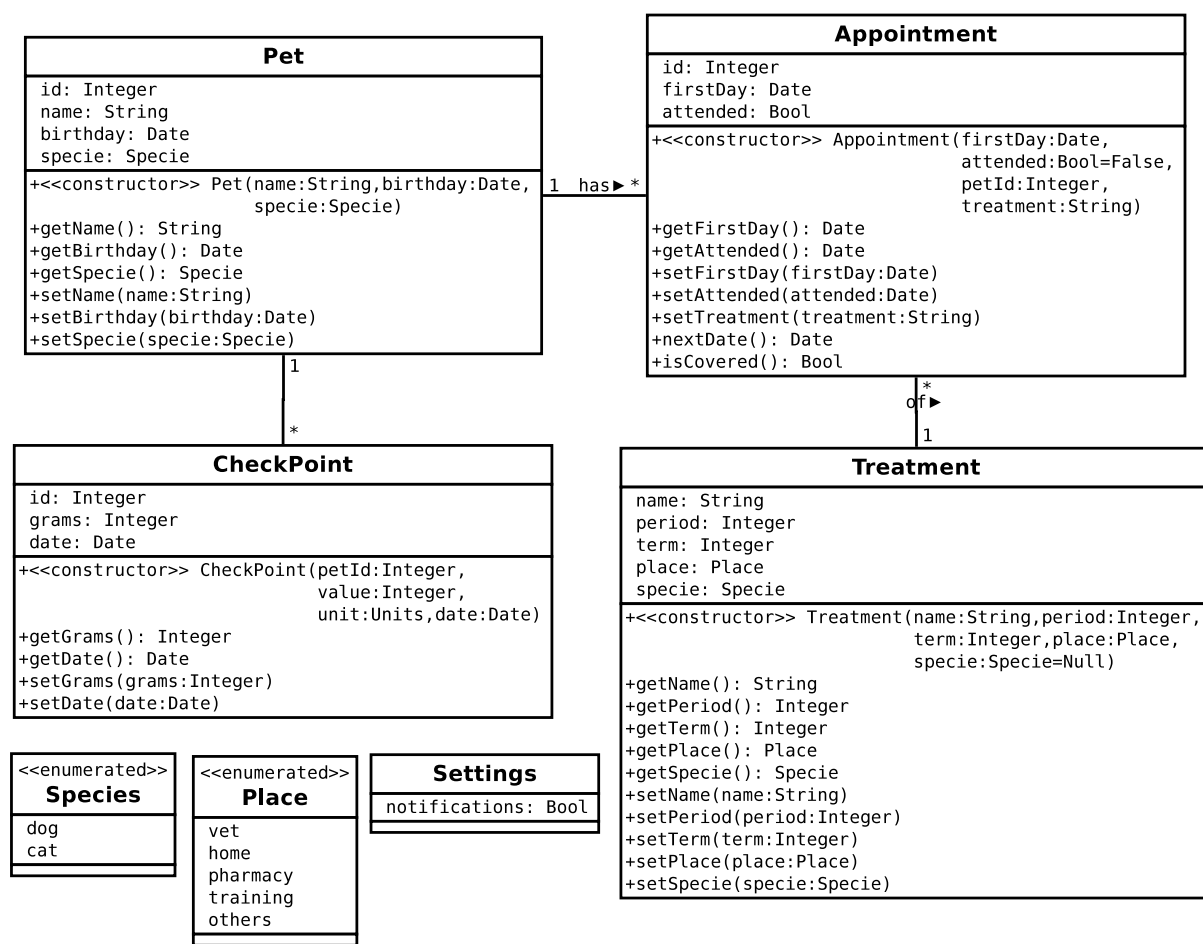 Pet
id: Integer
name: String
birthday: Date
specie: Specie
+<<constructor>> Pet(name:String,birthday:Date,
specie:Specie)
+getName(): String
+getBirthday(): Date
+getSpecie(): Specie
+setName(name:String)
+setBirthday(birthday:Date)
+setSpecie(specie:Specie)
1 has▶ *
Appointment
id: Integer
firstDay: Date
attended: Bool
+<<constructor>> Appointment(firstDay:Date,
attended:Bool=False,
petId:Integer,
treatment:String)
+getFirstDay(): Date
+getAttended(): Date
+setFirstDay(firstDay:Date)
+setAttended(attended:Date)
+setTreatment(treatment:String)
+nextDate(): Date
+isCovered(): Bool
1
*
*
of▶
1
CheckPoint
id: Integer
grams: Integer
date: Date
+<<constructor>> CheckPoint(petId:Integer,
value:Integer,
unit:Units,date:Date)
+getGrams(): Integer
+getDate(): Date
+setGrams(grams:Integer)
+setDate(date:Date)
Treatment
name: String
period: Integer
term: Integer
place: Place
specie: Specie
+<<constructor>> Treatment(name:String,period:Integer,
term:Integer,place:Place,
specie:Specie=Null)
+getName(): String
+getPeriod(): Integer
+getTerm(): Integer
+getPlace(): Place
+getSpecie(): Specie
+setName(name:String)
+setPeriod(period:Integer)
+setTerm(term:Integer)
+setPlace(place:Place)
+setSpecie(specie:Specie)
<<enumerated>>
Species
dog
cat
<<enumerated>>
Place
vet
home
pharmacy
training
others
Settings
notifications: Bool